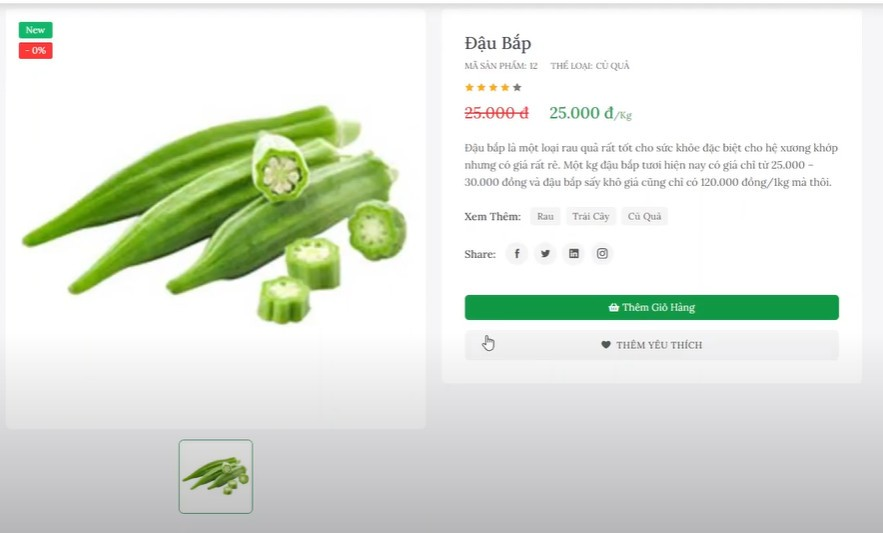 New
- 0%
Đậu Bắp
MÃ SẢN PHẨM: 12 THỂ LOẠI: CỦ QUẢ
25.000 đ 25.000 đ/Kg
Đậu bắp là một loại rau quả rất tốt cho sức khỏe đặc biệt cho hệ xương khớp
nhưng có giá rất rẻ. Một kg đậu bắp tươi hiện nay có giá chỉ từ 25.000 –
30.000 đồng và đậu bắp sấy khô giá cũng chỉ có 120.000 đồng/1kg mà thôi.
Xem Thêm: Rau Trái Cây Củ Quả
Share:
Thêm Giỏ Hàng
THÊM YÊU THÍCH